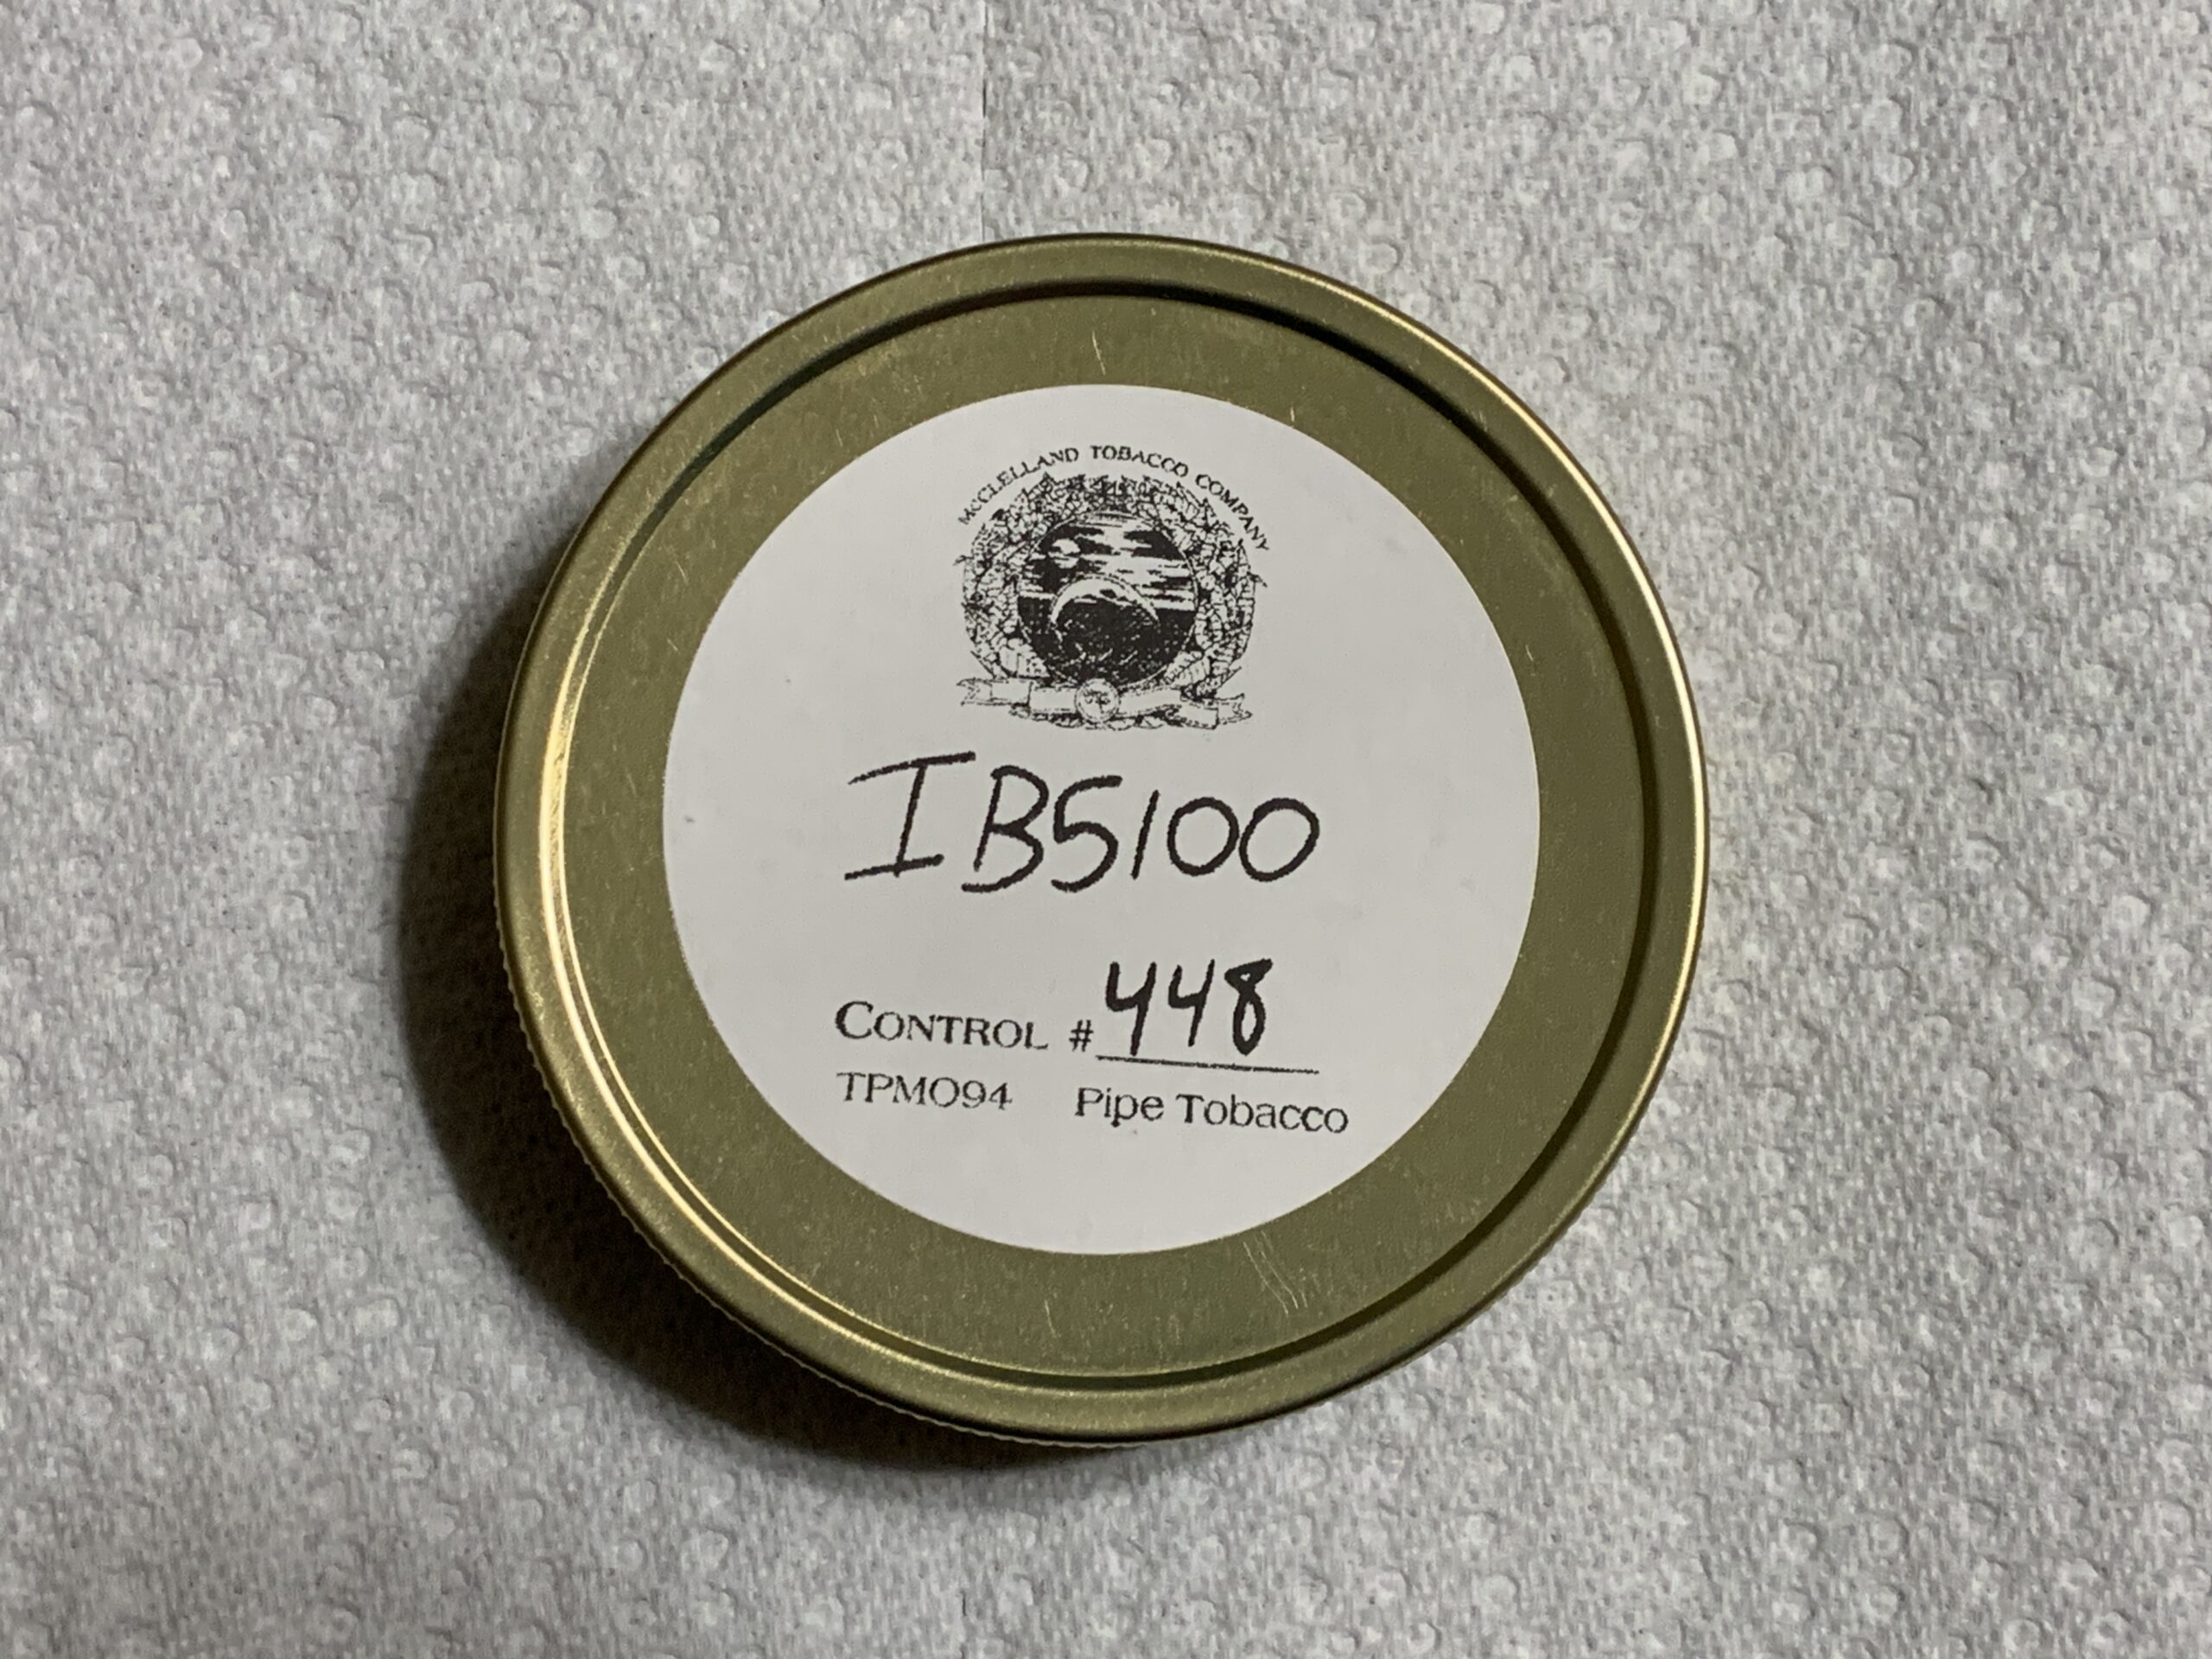 McCLELLAND TOBACCO COMPANY
IB5100
CONTROL # 448
TPMO94 Pipe Tobacco